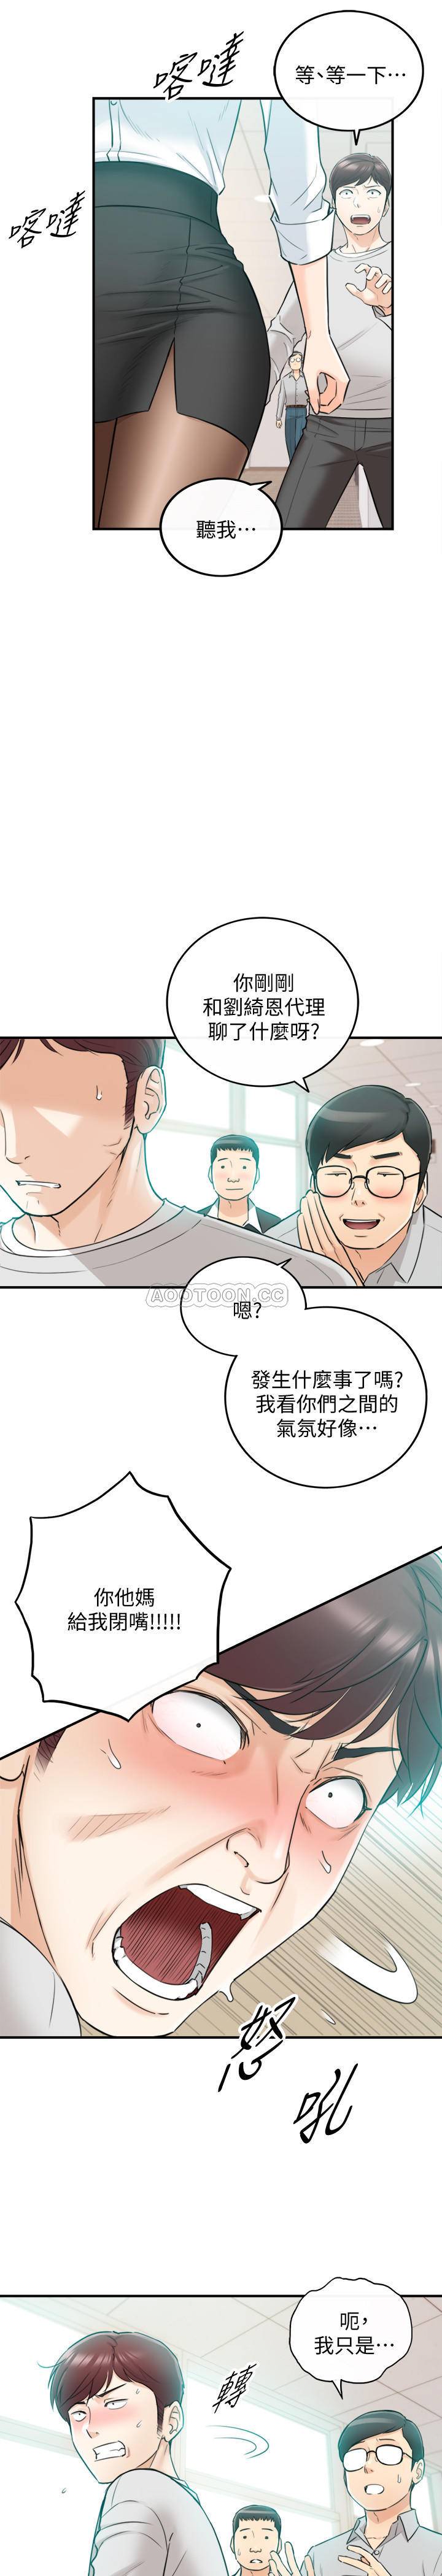 喀噠
等、等一下…
喀噠
聽我…
你剛剛
和劉綺恩代理
聊了什麼呀?
AOOTOON.CC
嗯?
發生什麼事了嗎?
我看你們之間的
氣氛好像…
你他媽
給我閉嘴!!!!!
怒吼
呃,
我只是…
轉